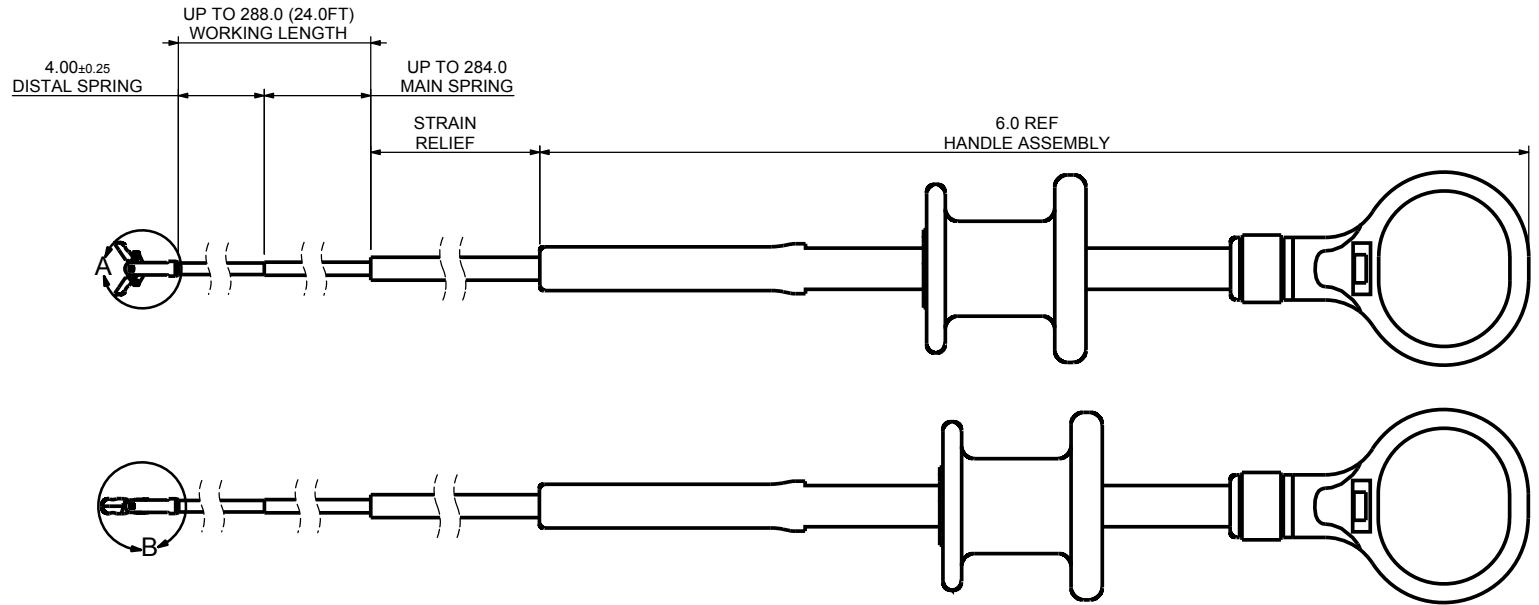 UP TO 288.0 (24.0FT)
WORKING LENGTH
4.00±0.25
DISTAL SPRING
UP TO 284.0
MAIN SPRING
STRAIN
RELIEF
6.0 REF
HANDLE ASSEMBLY
A
B